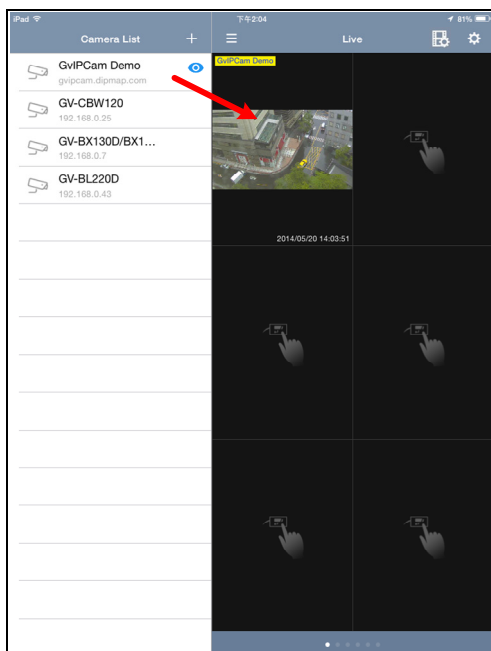 iPad
下午2:04
81%
Camera List
+
Live
GvIPCam Demo
gvipcam.dipmap.com
GV-CBW120
192.168.0.25
GV-BX130D/BX1...
192.168.0.7
GV-BL220D
192.168.0.43
GvIPCam Demo
2014/05/20 14:03:51